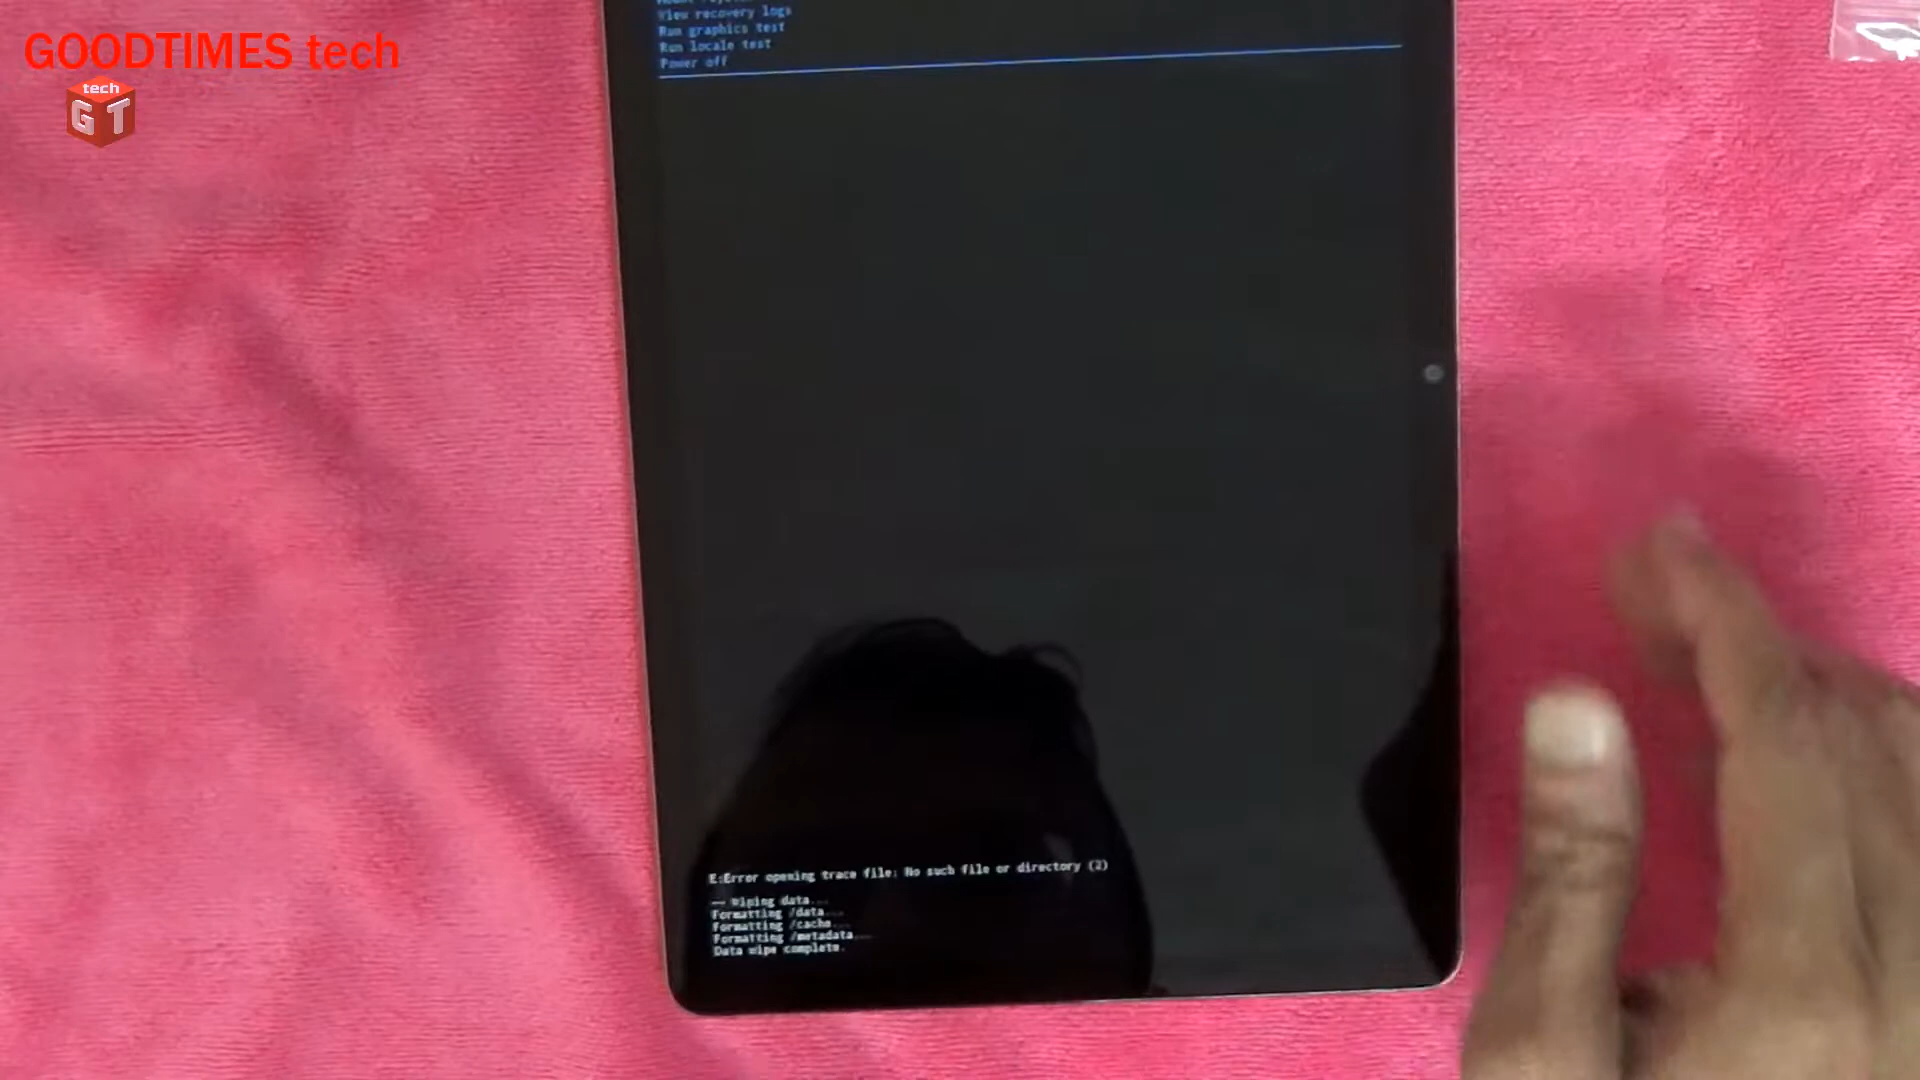 GOODTIMES tech
tech
GT
View recovery logs
Run graphics test
Run locale test
Power off
E:Error opening trace file: No such file or directory (2)
-- Wiping data...
Formatting /data...
Formatting /cache...
Formatting /metadata...
Data wipe complete.